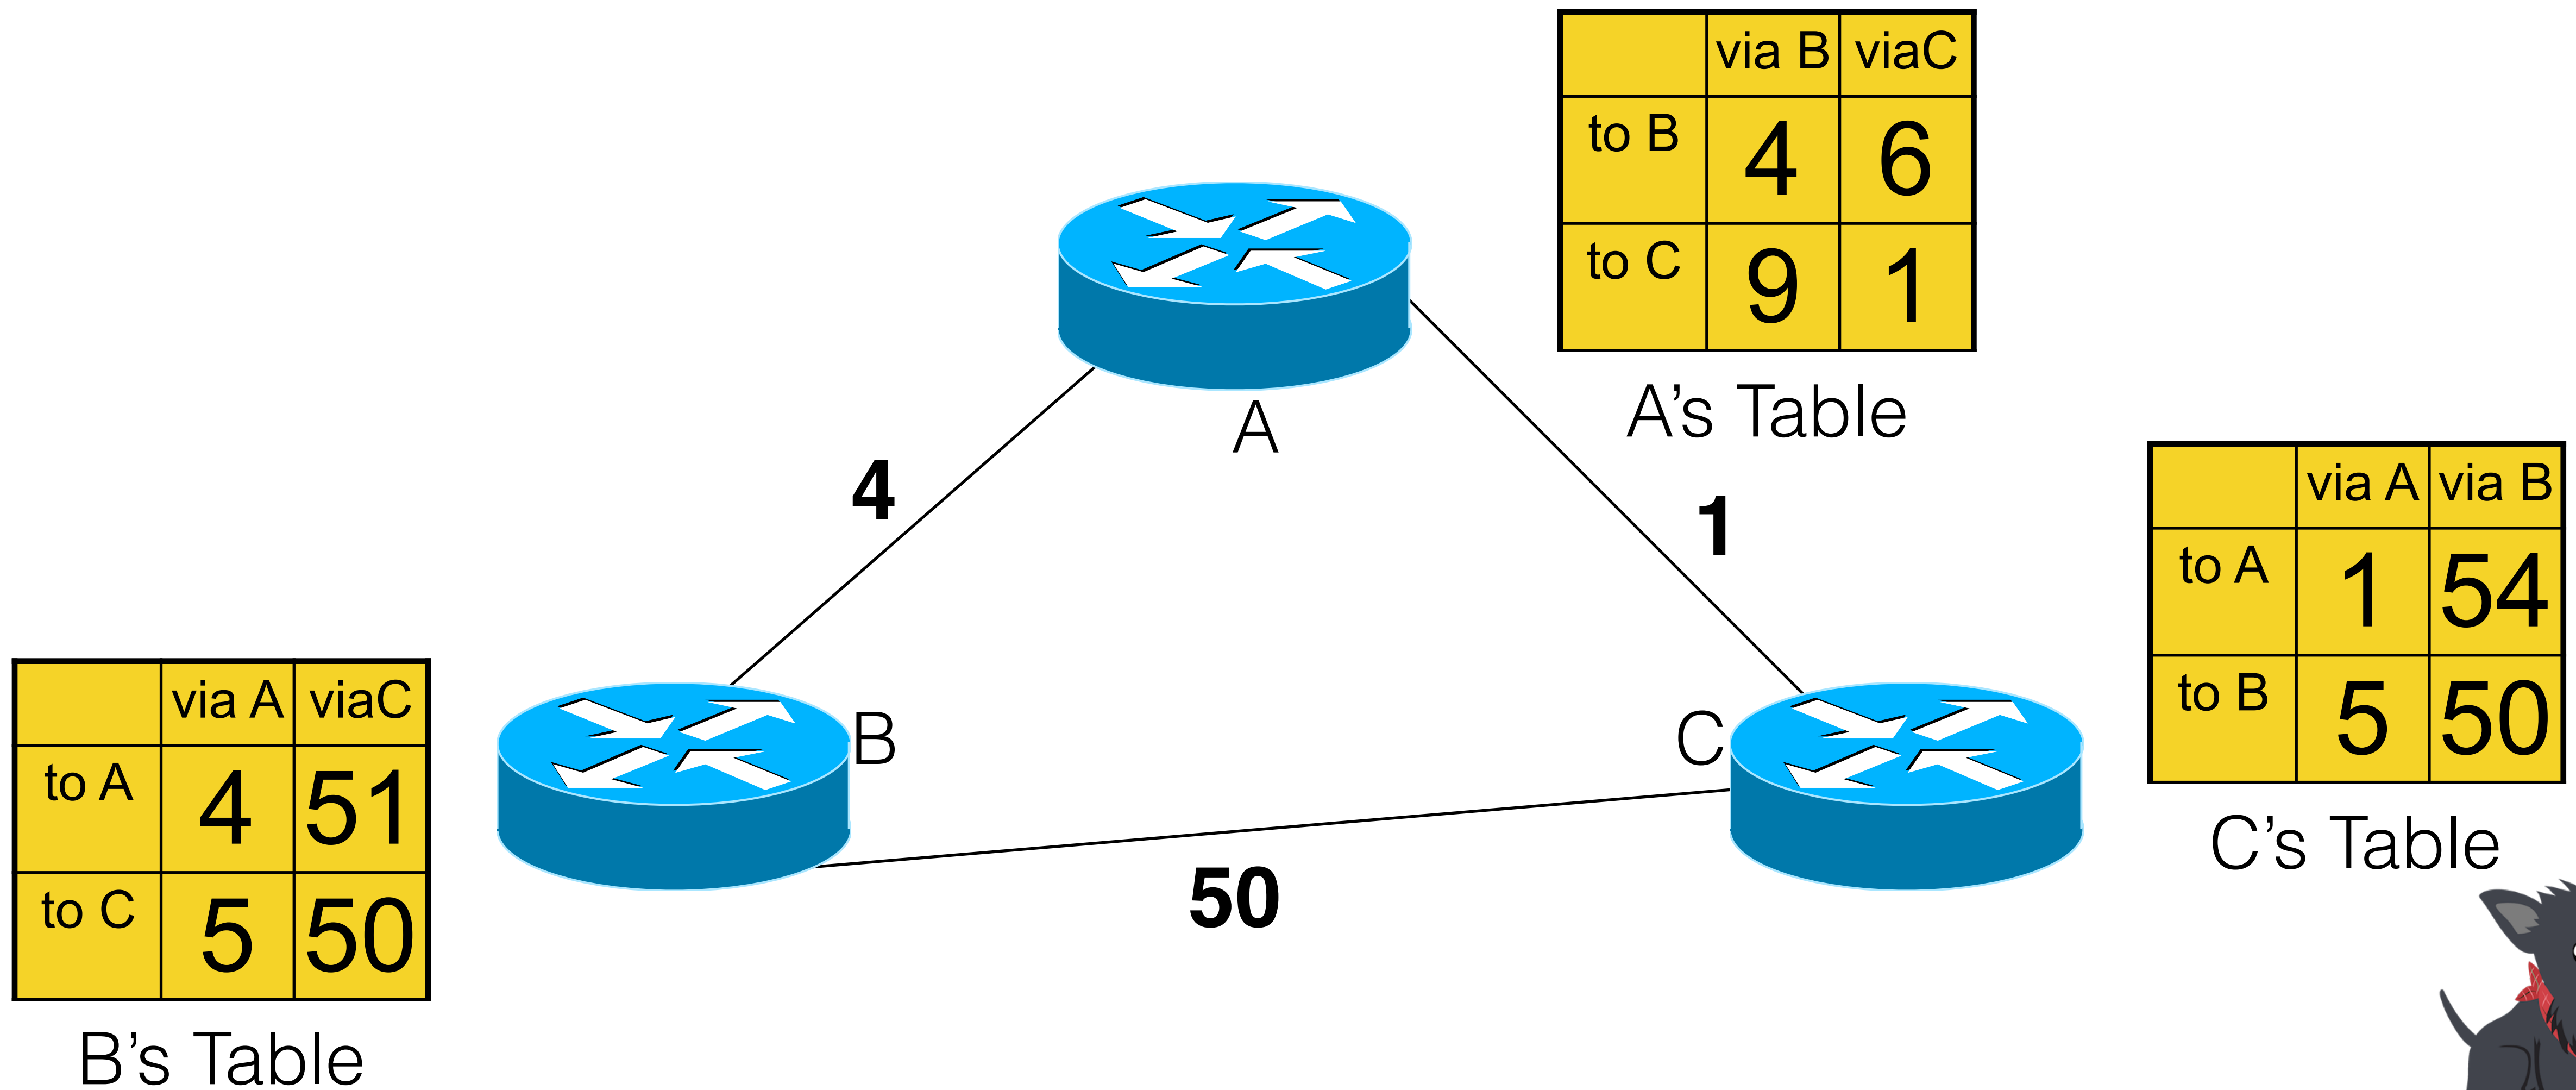 via B viaC
to B 4 6
to C 9 1
A's Table
A
4
1
via A via B
to A 1 54
to B 5 50
C's Table
via A viaC
to A 4 51
to C 5 50
B's Table
B
C
50